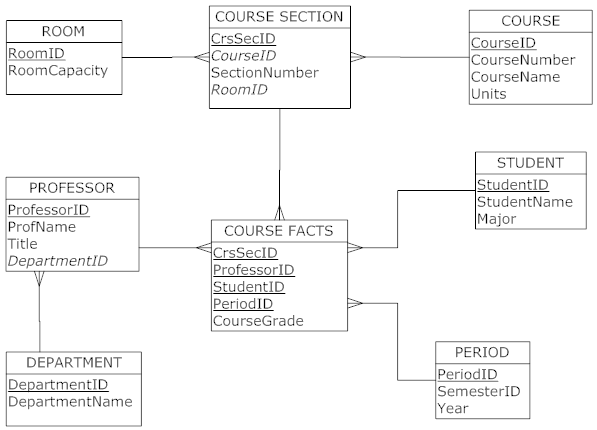 ROOM
RoomID
RoomCapacity
COURSE SECTION
CrsSecID
CourseID
SectionNumber
RoomID
COURSE
CourseID
CourseNumber
CourseName
Units
PROFESSOR
ProfessorID
ProfName
Title
DepartmentID
COURSE FACTS
CrsSecID
ProfessorID
StudentID
PeriodID
CourseGrade
STUDENT
StudentID
StudentName
Major
DEPARTMENT
DepartmentID
DepartmentName
PERIOD
PeriodID
SemesterID
Year